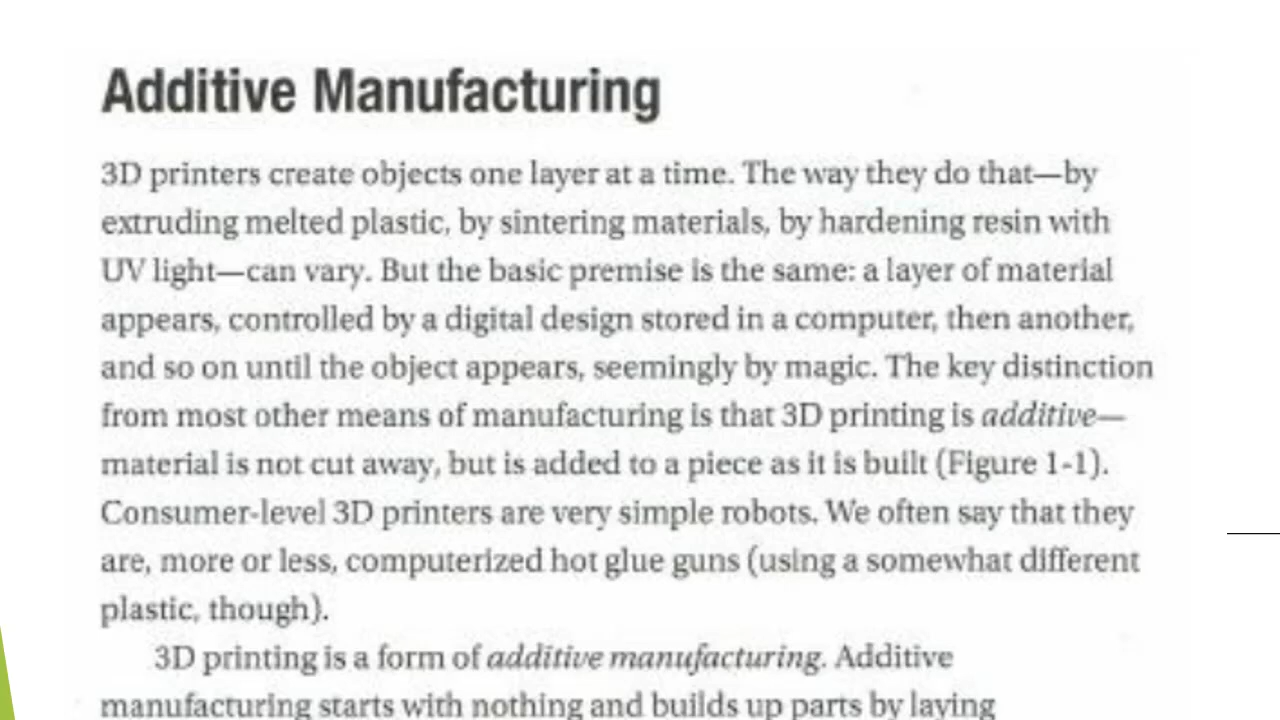 Additive Manufacturing
3D printers create objects one layer at a time. The way they do that—by
extruding melted plastic, by sintering materials, by hardening resin with
UV light—can vary. But the basic premise is the same: a layer of material
appears, controlled by a digital design stored in a computer, then another,
and so on until the object appears, seemingly by magic. The key distinction
from most other means of manufacturing is that 3D printing is additive—
material is not cut away, but is added to a piece as it is built (Figure 1-1).
Consumer-level 3D printers are very simple robots. We often say that they
are, more or less, computerized hot glue guns (using a somewhat different
plastic, though).
3D printing is a form of additive manufacturing. Additive
manufacturing starts with nothing and builds up parts by laying